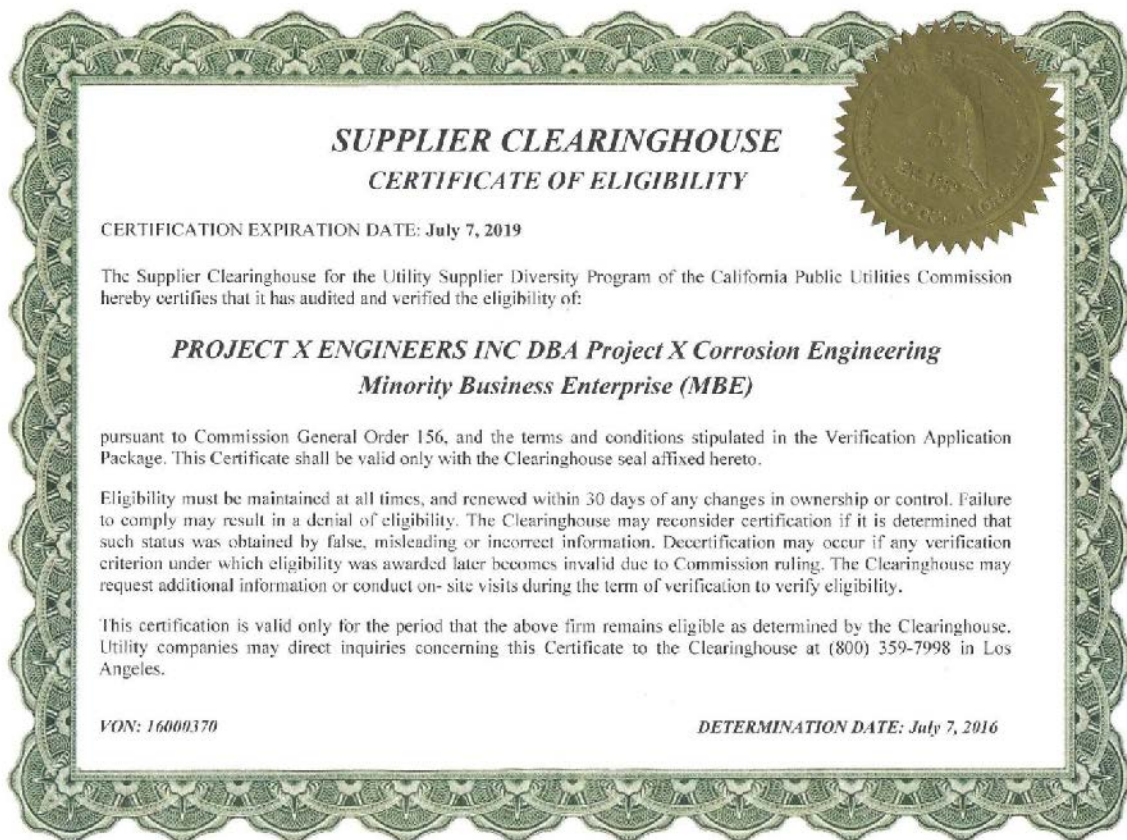 SUPPLIER CLEARINGHOUSE
CERTIFICATE OF ELIGIBILITY
CERTIFICATION EXPIRATION DATE: July 7, 2019
The Supplier Clearinghouse for the Utility Supplier Diversity Program of the California Public Utilities Commission
hereby certifies that it has audited and verified the eligibility of:
PROJECT X ENGINEERS INC DBA Project X Corrosion Engineering
Minority Business Enterprise (MBE)
pursuant to Commission General Order 156, and the terms and conditions stipulated in the Verification Application
Package. This Certificate shall be valid only with the Clearinghouse seal affixed hereto.
Eligibility must be maintained at all times, and renewed within 30 days of any changes in ownership or control. Failure
to comply may result in a denial of eligibility. The Clearinghouse may reconsider certification if it is determined that
such status was obtained by false, misleading or incorrect information. Decertification may occur if any verification
criterion under which eligibility was awarded later becomes invalid due to Commission ruling. The Clearinghouse may
request additional information or conduct on- site visits during the term of verification to verify eligibility.
This certification is valid only for the period that the above firm remains eligible as determined by the Clearinghouse.
Utility companies may direct inquiries concerning this Certificate to the Clearinghouse at (800) 359-7998 in Los
Angeles.
VON: 16000370 DETERMINATION DATE: July 7, 2016